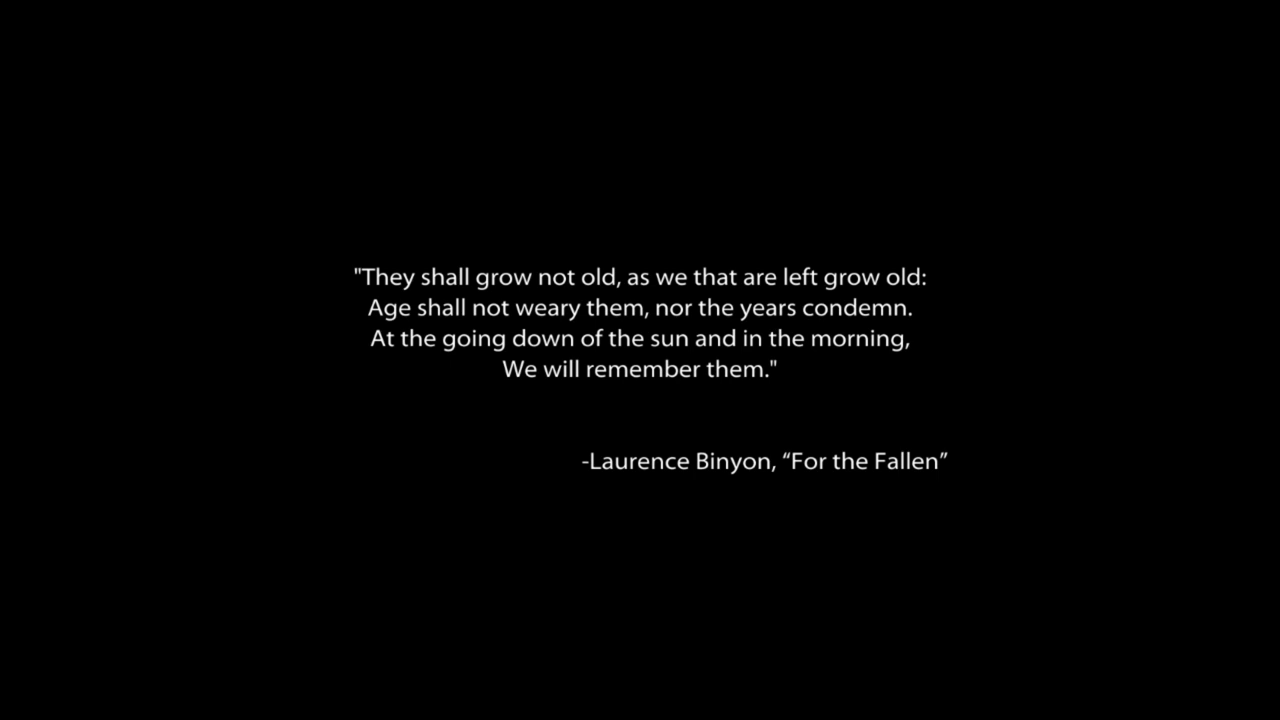 "They shall grow not old, as we that are left grow old:
Age shall not weary them, nor the years condemn.
At the going down of the sun and in the morning,
We will remember them."
-Laurence Binyon, “For the Fallen”